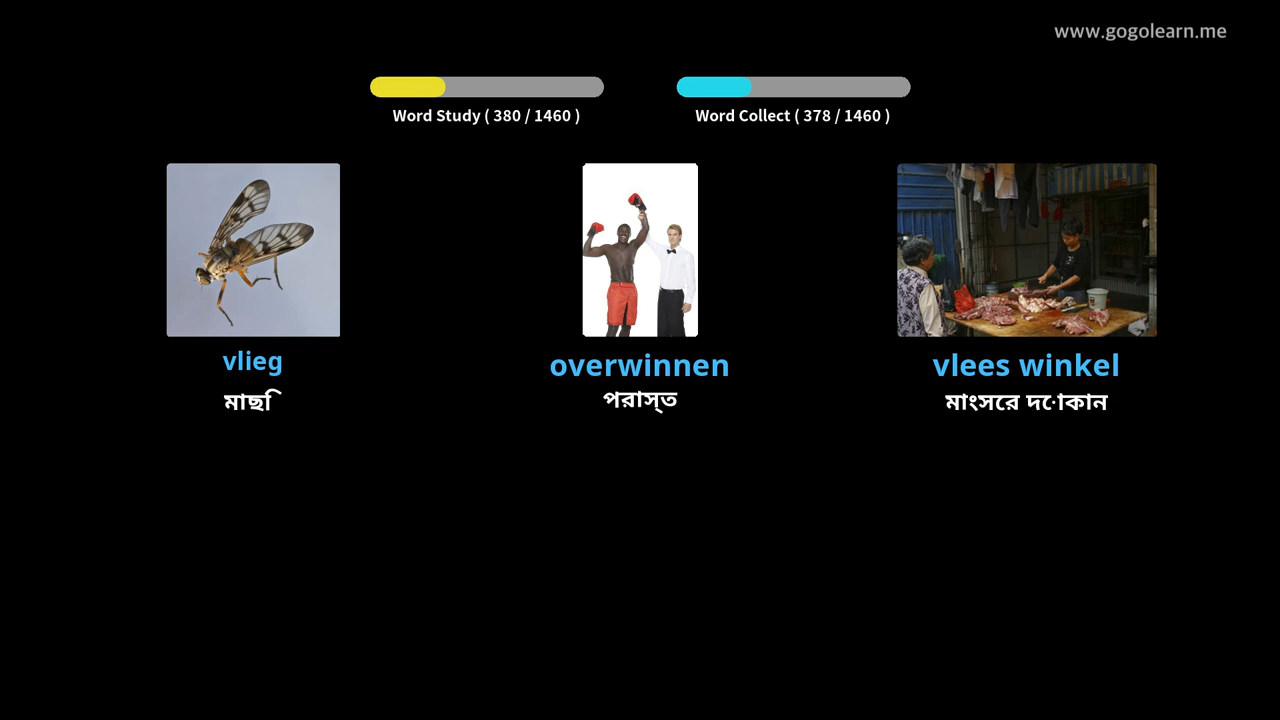 www.gogolearn.me
Word Study ( 380 / 1460 )
Word Collect ( 378 / 1460 )
vlieg
overwinnen
vlees winkel
মাছি
পরাস্ত
মাংসের দোকান